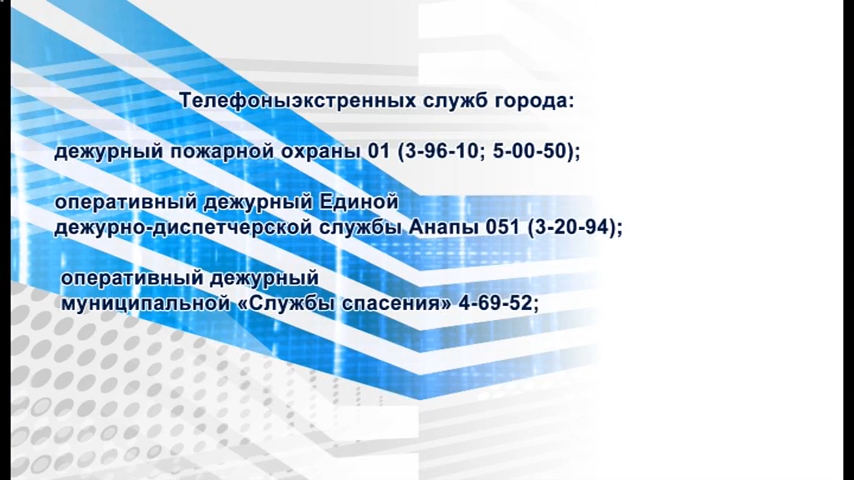 Телефоныэкстренных служб города:
дежурный пожарной охраны 01 (3-96-10; 5-00-50);
оперативный дежурный Единой
дежурно-диспетчерской службы Анапы 051 (3-20-94);
оперативный дежурный
муниципальной «Службы спасения» 4-69-52;